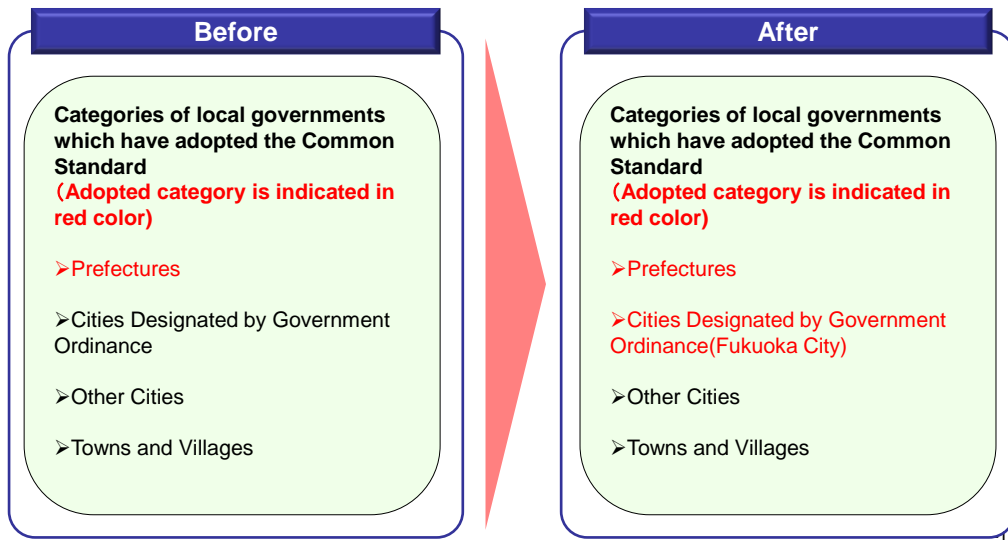 Before
Categories of local governments
which have adopted the Common
Standard
（Adopted category is indicated in
red color)
➢Prefectures
➢Cities Designated by Government
Ordinance
➢Other Cities
➢Towns and Villages
After
Categories of local governments
which have adopted the Common
Standard
（Adopted category is indicated in
red color)
➢Prefectures
➢Cities Designated by Government
Ordinance(Fukuoka City)
➢Other Cities
➢Towns and Villages